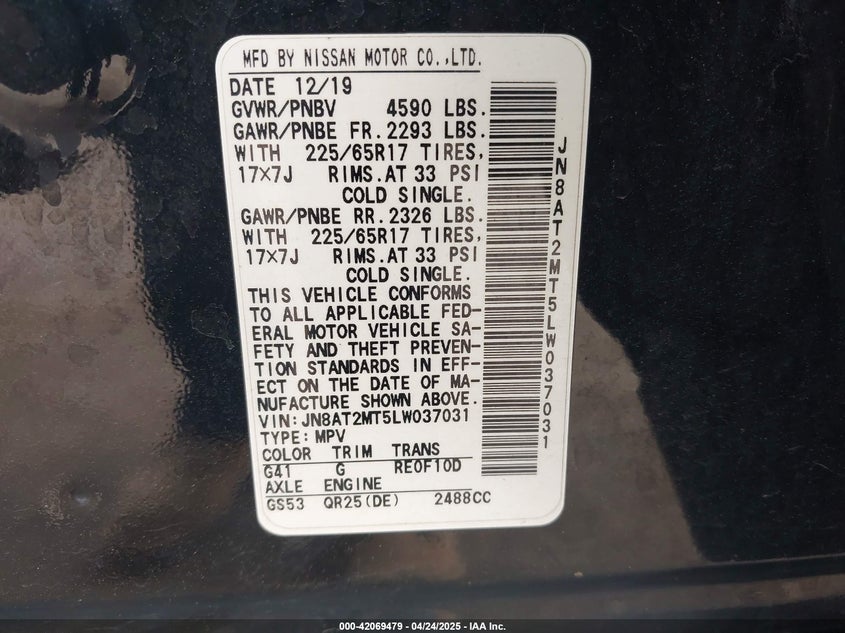 MFD BY NISSAN MOTOR CO.,LTD.
DATE 12/19
GVWR/PNBV 4590 LBS.
GAWR/PNBE FR.2293 LBS.
WITH 225/65R17 TIRES,
17×7J RIMS.AT 33 PSI
COLD SINGLE.
GAWR/PNBE RR.2326 LBS.
WITH 225/65R17 TIRES,
17×7J RIMS.AT 33 PSI
COLD SINGLE.
THIS VEHICLE CONFORMS
TO ALL APPLICABLE FED-
ERAL MOTOR VEHICLE SA-
FETY AND THEFT PREVEN-
TION STANDARDS IN EFF-
ECT ON THE DATE OF MA-
NUFACTURE SHOWN ABOVE.
VIN:JN8AT2MT5LW037031
TYPE:MPV
COLOR TRIM TRANS
G41 G RE0F10D
AXLE ENGINE
GS53 QR25(DE) 2488CC
JN8AT2MT5LW037031
000-42069479 - 04/24/2025 - IAA Inc.